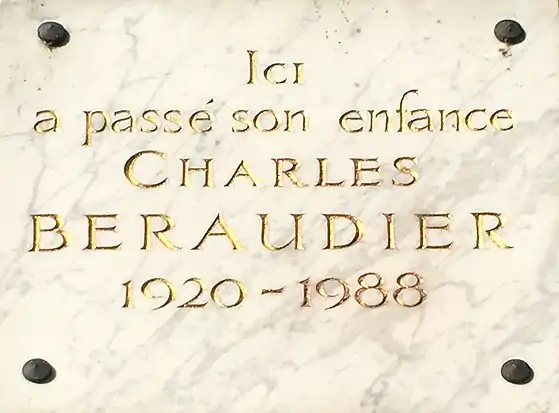 Ici
a passé son enfance
CHARLES
BERAUDIER
1920 - 1988